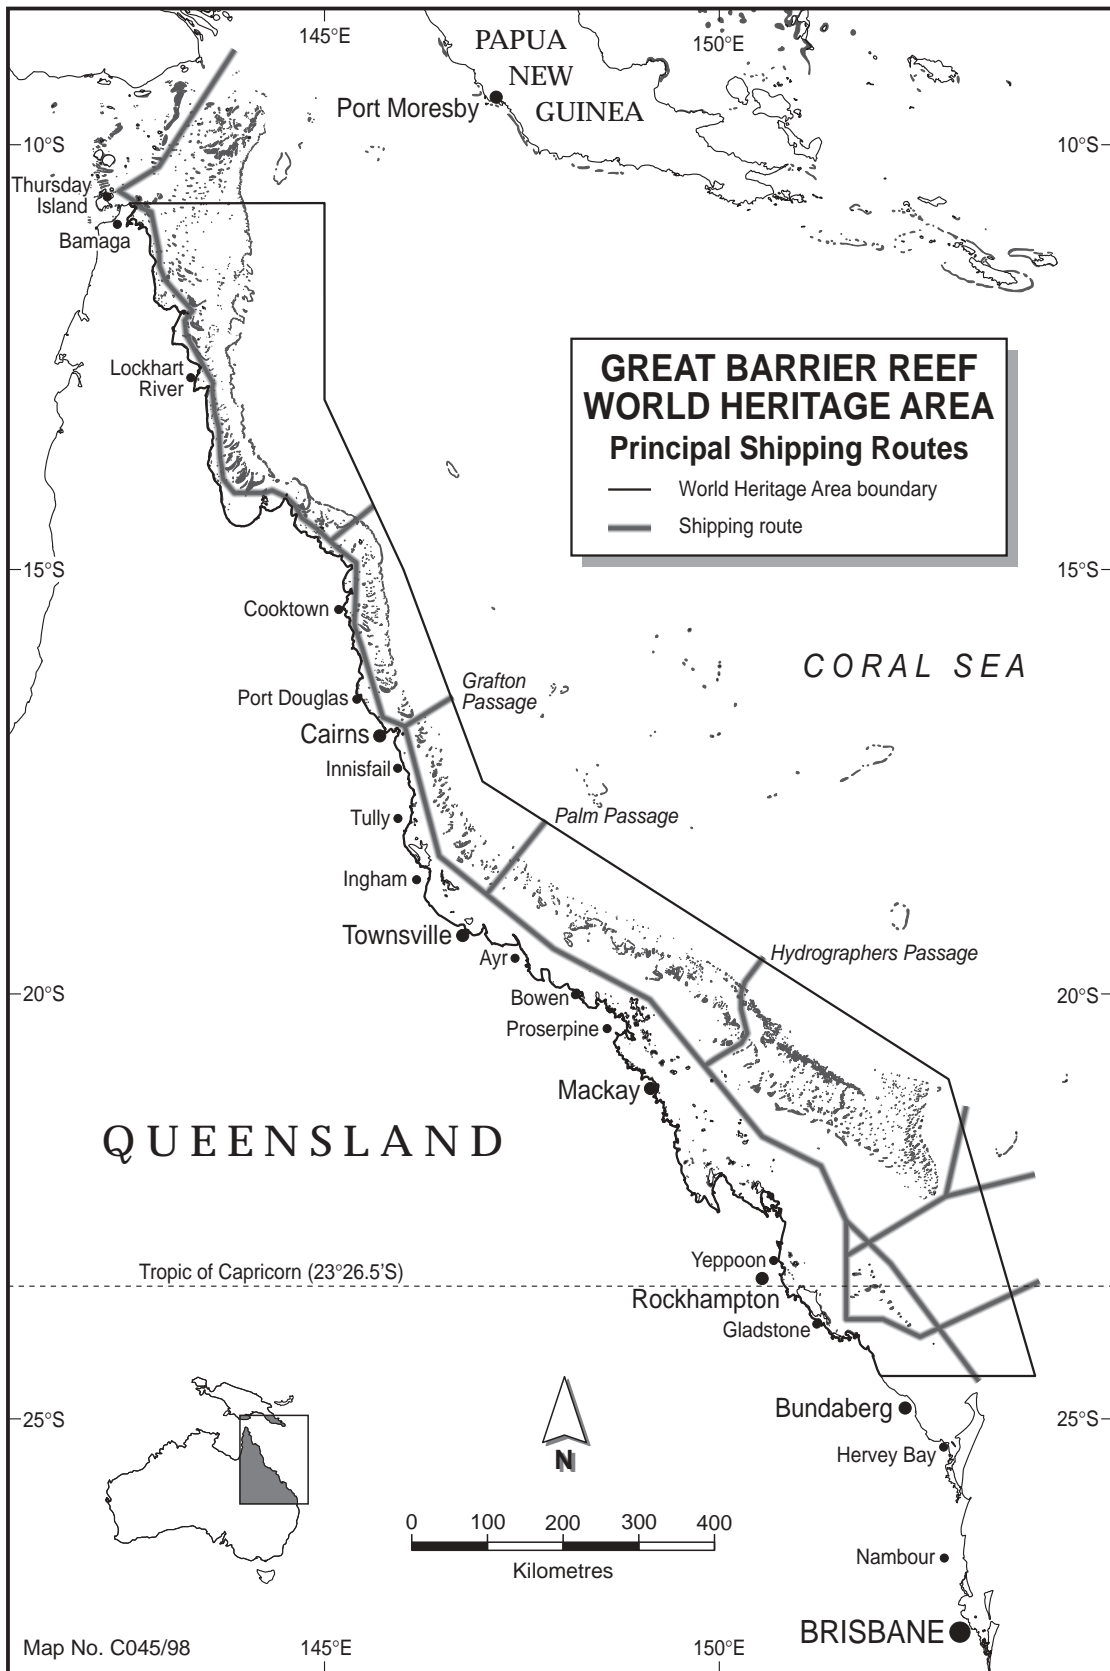 145°E
150°E
PAPUA
NEW
GUINEA
Port Moresby
10°S
10°S
Thursday
Island
Bamaga
Lockhart
River
GREAT BARRIER REEF
WORLD HERITAGE AREA
Principal Shipping Routes
World Heritage Area boundary
Shipping route
15°S
15°S
Cooktown
CORAL SEA
Grafton
Passage
Port Douglas
Cairns
Innisfail
Tully
Palm Passage
Ingham
Townsville
Ayr
Hydrographers Passage
20°S
20°S
Bowen
Proserpine
Mackay
QUEENSLAND
Yeppoon
Tropic of Capricorn (23°26.5'S)
Rockhampton
Gladstone
Bundaberg
25°S
25°S
Hervey Bay
N
0 100 200 300 400
Kilometres
Nambour
BRISBANE
Map No. C045/98
145°E
150°E